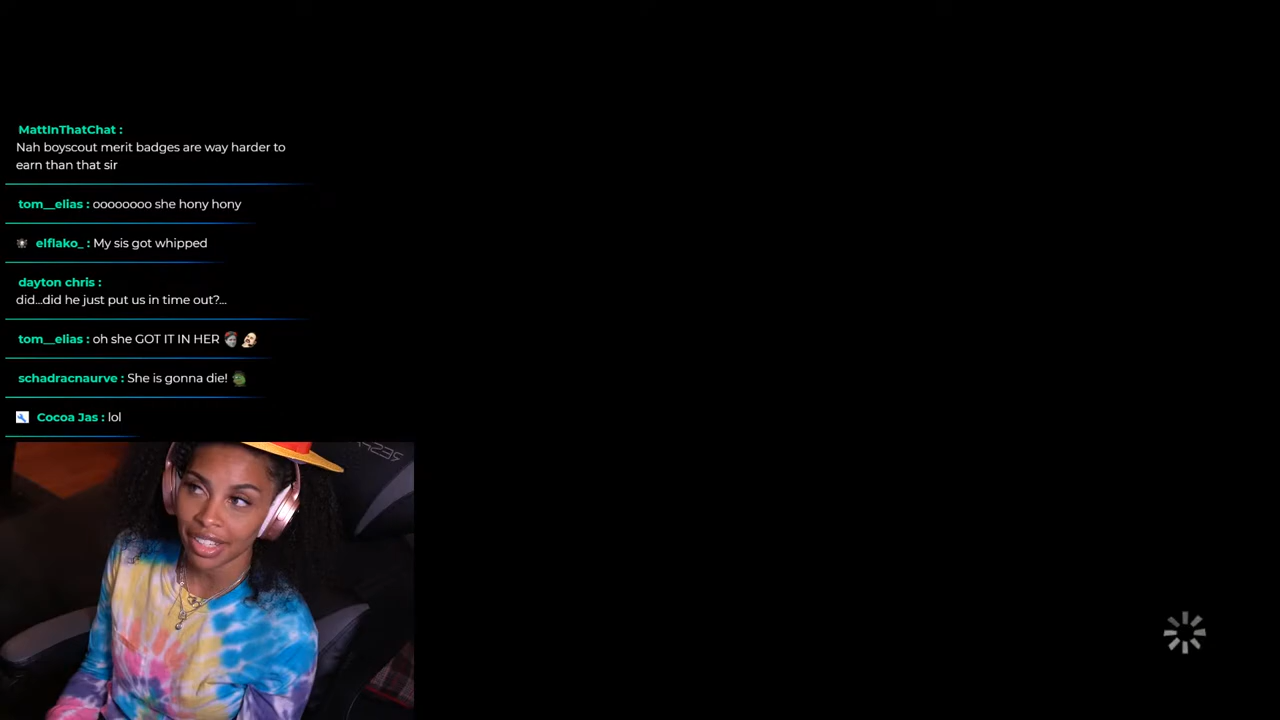 MattInThatChat :
Nah boyscout merit badges are way harder to
earn than that sir
tom__elias : oooooooo she hony hony
elflako_ : My sis got whipped
dayton chris :
did...did he just put us in time out?...
tom__elias : oh she GOT IT IN HER
schadracnaurve : She is gonna die!
Cocoa Jas : lol